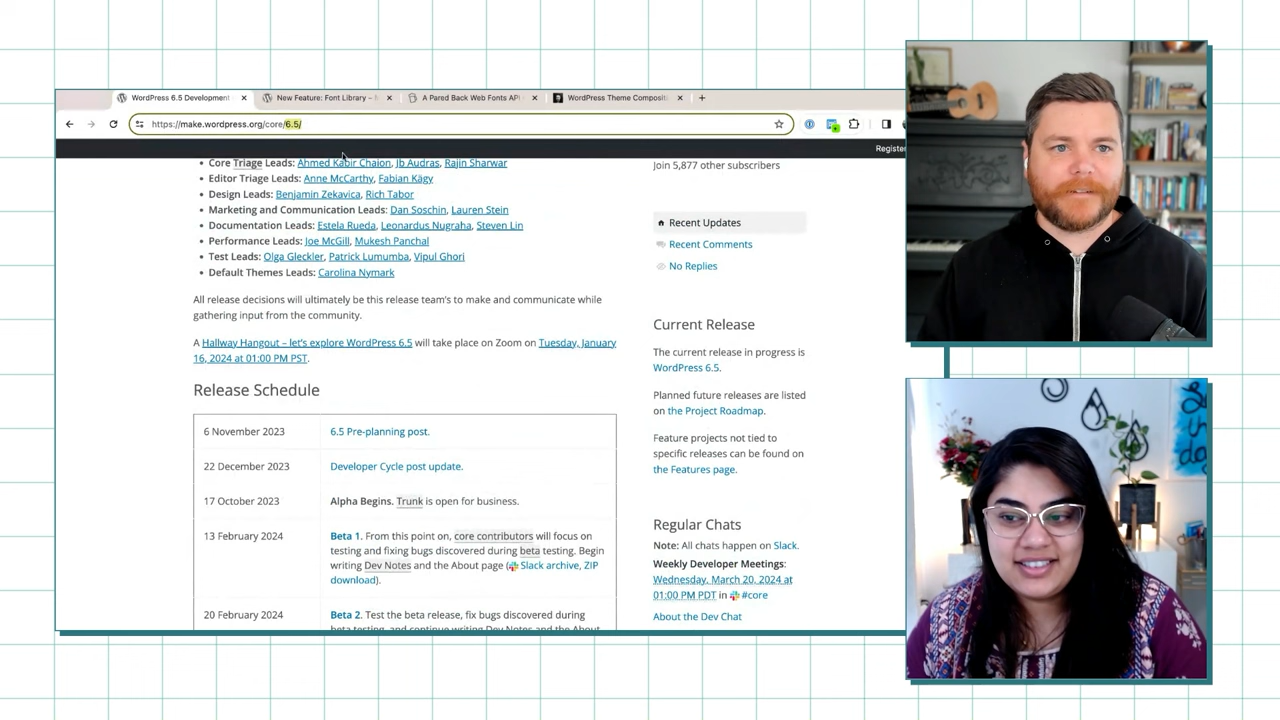 WordPress 6.5 Development
New Feature: Font Library –
A Pared Back Web Fonts API
WordPress Theme Composit
https://make.wordpress.org/core/6.5/
Register
Core Triage Leads: Ahmed Kabir Chaion, Jb Audras, Rajin Sharwar
Editor Triage Leads: Anne McCarthy, Fabian Kägy
Design Leads: Benjamin Zekavica, Rich Tabor
Marketing and Communication Leads: Dan Soschin, Lauren Stein
Documentation Leads: Estela Rueda, Leonardus Nugraha, Steven Lin
Performance Leads: Joe McGill, Mukesh Panchal
Test Leads: Olga Gleckler, Patrick Lumumba, Vipul Ghori
Default Themes Leads: Carolina Nymark
All release decisions will ultimately be this release team's to make and communicate while
gathering input from the community.
A Hallway Hangout – let's explore WordPress 6.5 will take place on Zoom on Tuesday, January
16, 2024 at 01:00 PM PST.
Release Schedule
6 November 2023 6.5 Pre-planning post.
22 December 2023 Developer Cycle post update.
17 October 2023 Alpha Begins. Trunk is open for business.
13 February 2024 Beta 1. From this point on, core contributors will focus on
testing and fixing bugs discovered during beta testing. Begin
writing Dev Notes and the About page (Slack archive, ZIP
download).
20 February 2024 Beta 2. Test the beta release, fix bugs discovered during
beta testing, and continue writing Dev Notes and the About
Join 5,877 other subscribers
Recent Updates
Recent Comments
No Replies
Current Release
The current release in progress is
WordPress 6.5.
Planned future releases are listed
on the Project Roadmap.
Feature projects not tied to
specific releases can be found on
the Features page.
Regular Chats
Note: All chats happen on Slack.
Weekly Developer Meetings:
Wednesday, March 20, 2024 at
01:00 PM PDT in #core
About the Dev Chat